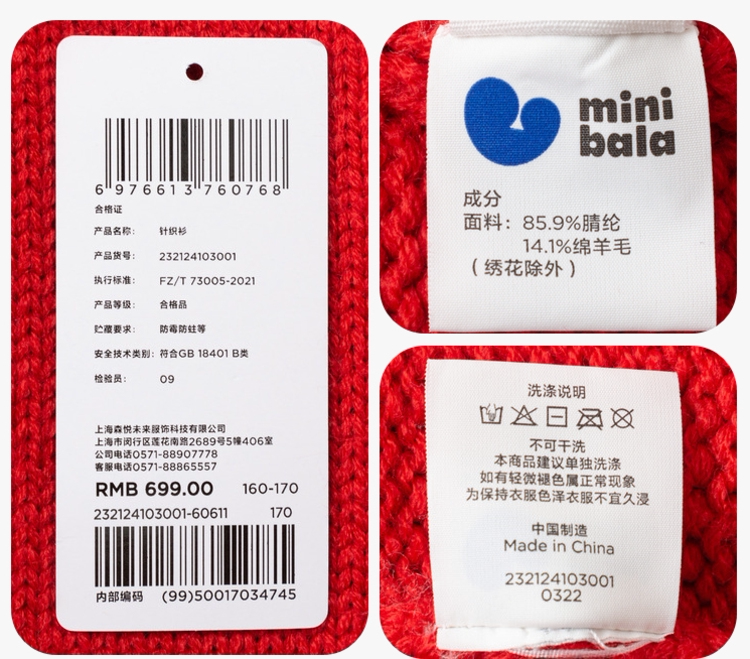 6 976613 760768
合格证
产品名称: 针织衫
产品货号: 232124103001
执行标准: FZ/T 73005-2021
产品等级: 合格品
贮藏要求: 防霉防蛀等
安全技术类别: 符合GB 18401 B类
检验员: 09
上海森悦未来服饰科技有限公司
上海市闵行区莲花南路2689号5幢406室
公司电话0571-88907778
客服电话0571-88865557
RMB 699.00 160-170
232124103001-60611 170
内部编码 (99)50017034745
mini
bala
成分
面料: 85.9%腈纶
14.1%绵羊毛
(绣花除外)
洗涤说明
不可干洗
本商品建议单独洗涤
如有轻微褪色属正常现象
为保持衣服色泽衣服不宜久浸
中国制造
Made in China
232124103001
0322